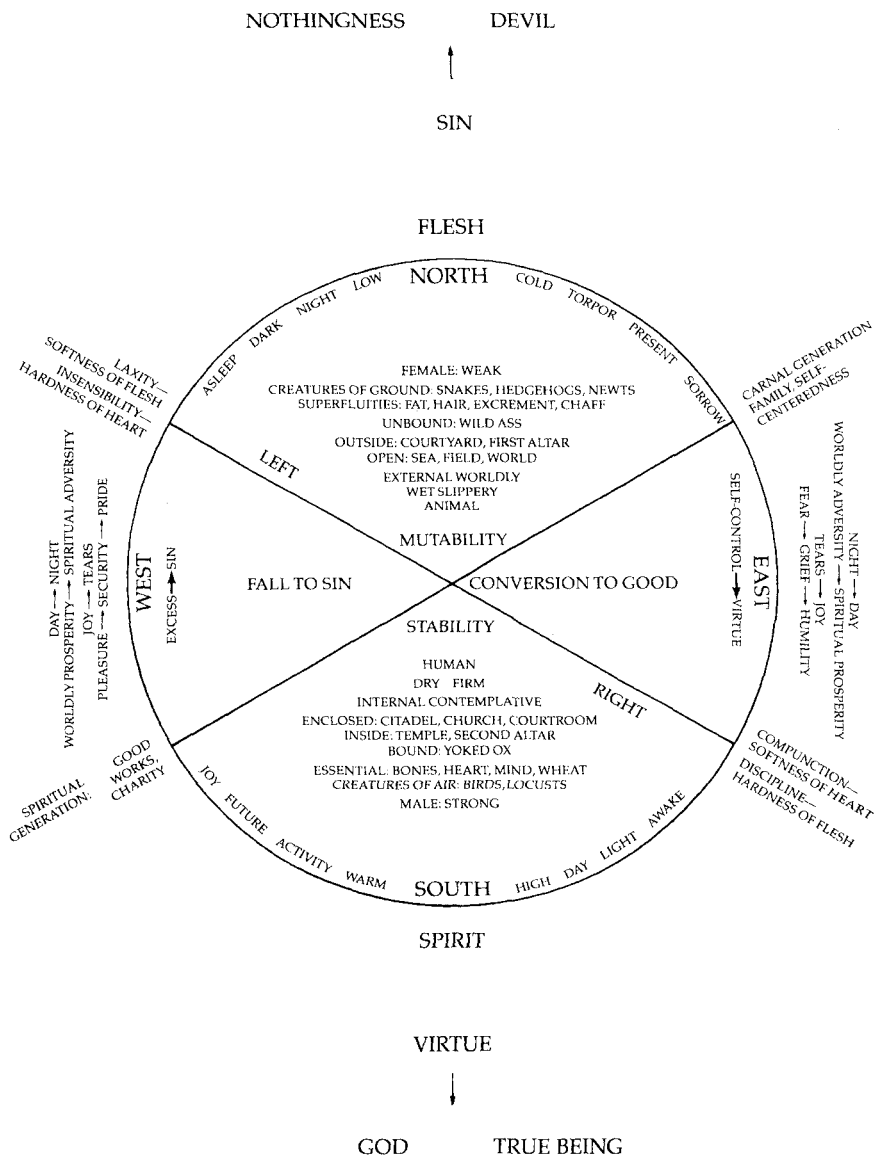 NOTHINGNESS DEVIL
SIN
FLESH
NORTH
ASLEEP DARK NIGHT LOW
COLD TORPOR PRESENT SORROW
LAXITY—
SOFTNESS OF FLESH
INSENSIBILITY—
HARDNESS OF HEART
CARNAL GENERATION
FAMILY, SELF-
CENTEREDNESS
FEMALE: WEAK
CREATURES OF GROUND: SNAKES, HEDGEHOGS, NEWTS
SUPERFLUITIES: FAT, HAIR, EXCREMENT, CHAFF
UNBOUND: WILD ASS
OUTSIDE: COURTYARD, FIRST ALTAR
OPEN: SEA, FIELD, WORLD
EXTERNAL WORLDLY
WET SLIPPERY
ANIMAL
MUTABILITY
LEFT
DAY → NIGHT
WORLDLY PROSPERITY → SPIRITUAL ADVERSITY
JOY → TEARS
PLEASURE → SECURITY → PRIDE
WEST
EXCESS → SIN
FALL TO SIN
CONVERSION TO GOOD
SELF-CONTROL → VIRTUE
EAST
NIGHT → DAY
WORLDLY ADVERSITY → SPIRITUAL PROSPERITY
TEARS → JOY
FEAR → GRIEF → HUMILITY
STABILITY
HUMAN
DRY FIRM
INTERNAL CONTEMPLATIVE
ENCLOSED: CITADEL, CHURCH, COURTROOM
INSIDE: TEMPLE, SECOND ALTAR
BOUND: YOKED OX
ESSENTIAL: BONES, HEART, MIND, WHEAT
CREATURES OF AIR: BIRDS, LOCUSTS
MALE: STRONG
RIGHT
SPIRITUAL
GENERATION:
GOOD
WORKS,
CHARITY
COMPUNCTION—
SOFTNESS OF HEART
DISCIPLINE—
HARDNESS OF FLESH
JOY FUTURE ACTIVITY WARM
SOUTH
HIGH DAY LIGHT AWAKE
SPIRIT
VIRTUE
GOD TRUE BEING